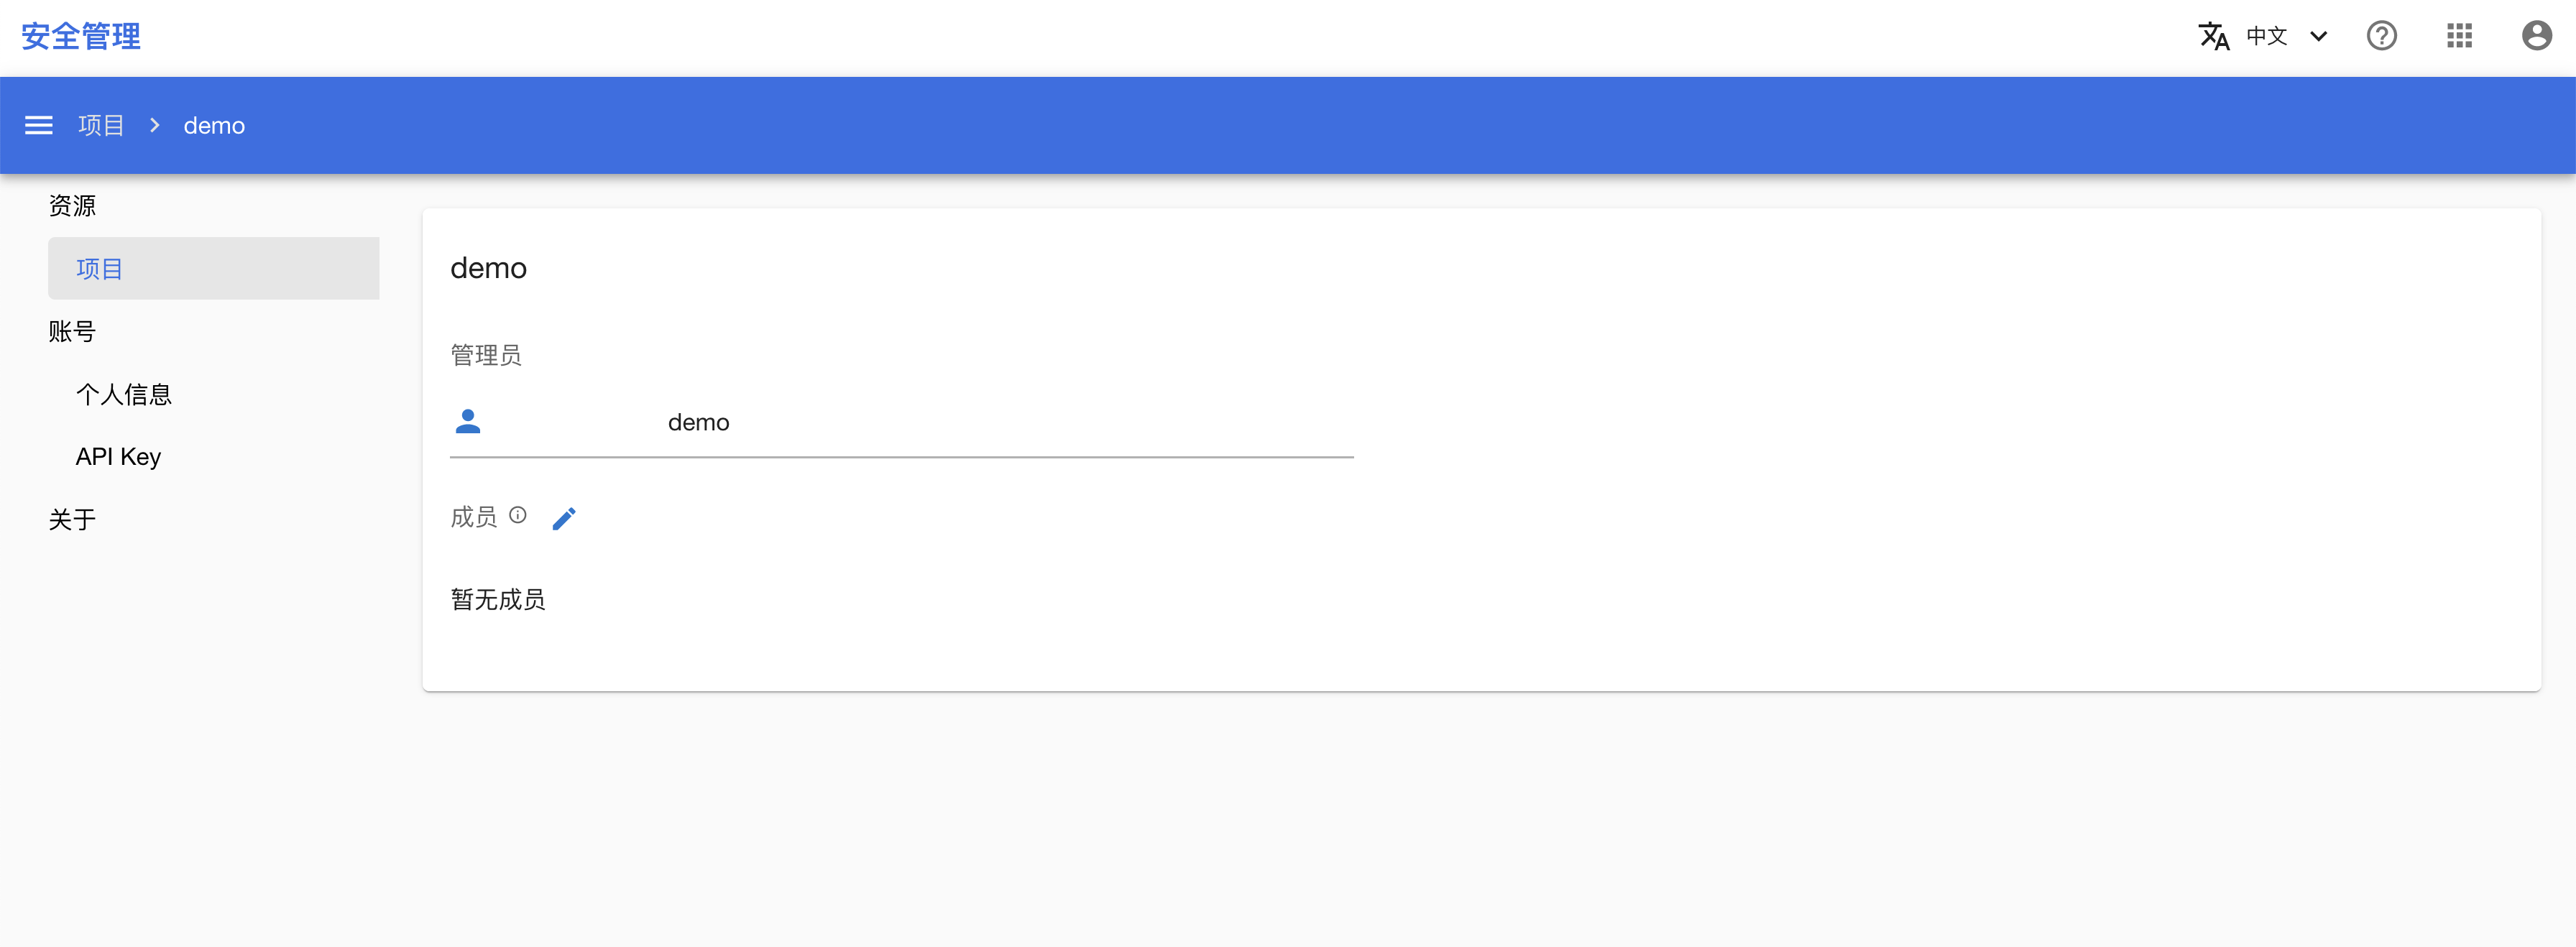 安全管理
中文
项目 > demo
资源
项目
账号
个人信息
API Key
关于
demo
管理员
demo
成员
暂无成员